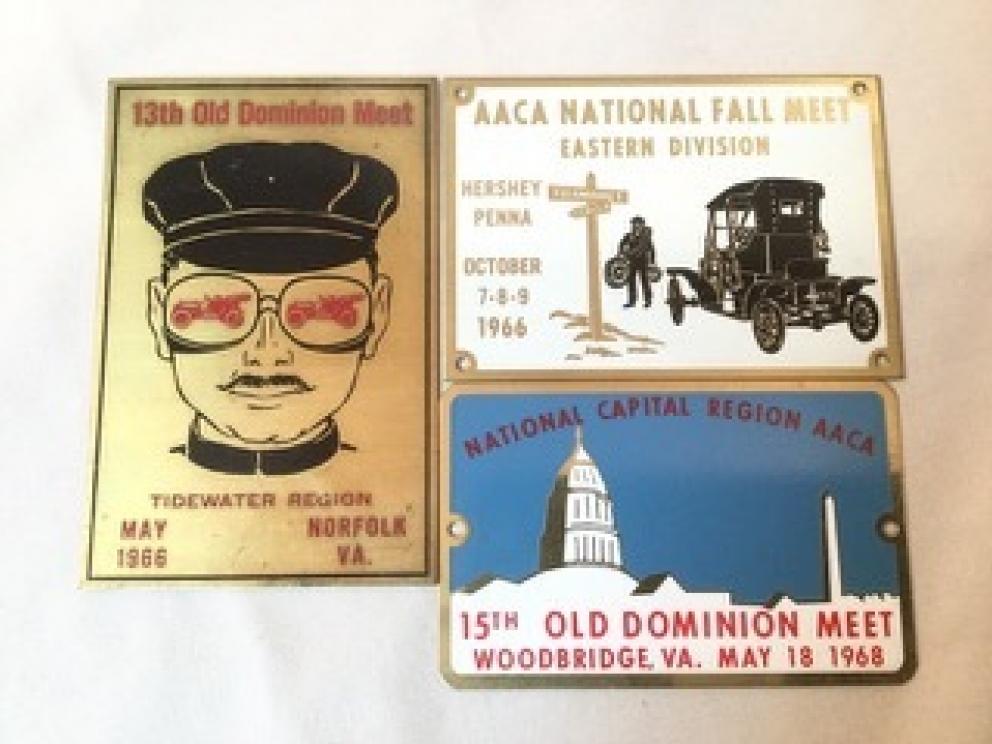 13th Old Dominion Meet
TIDEWATER REGION
MAY
1966
NORFOLK
VA.
AACA NATIONAL FALL MEET
EASTERN DIVISION
HERSHEY
PENNA
OCTOBER
7-8-9
1966
NATIONAL CAPITAL REGION AACA
15TH OLD DOMINION MEET
WOODBRIDGE, VA. MAY 18 1968